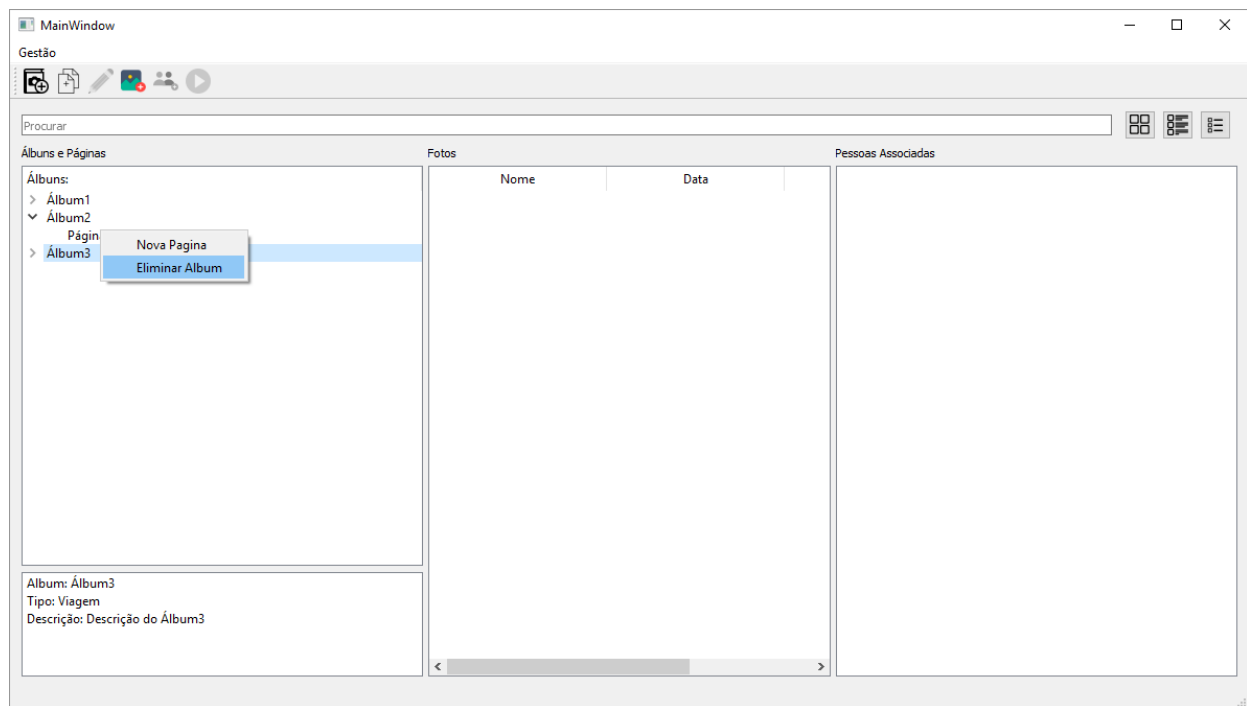 MainWindow
Gestão
Procurar
Álbuns e Páginas
Álbuns:
Álbum1
Álbum2
Págin
Álbum3
Nova Pagina
Eliminar Album
Album: Álbum3
Tipo: Viagem
Descrição: Descrição do Álbum3
Fotos
Nome Data
Pessoas Associadas